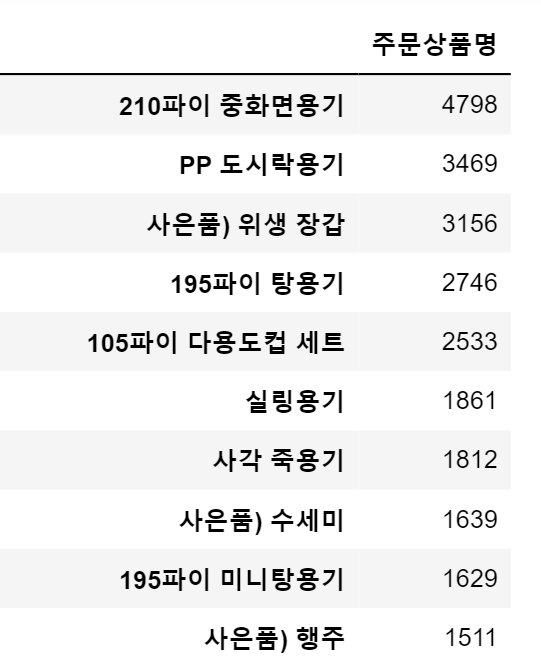 주문상품명
210파이 중화면용기 4798
PP 도시락용기 3469
사은품) 위생 장갑 3156
195파이 탕용기 2746
105파이 다용도컵 세트 2533
실링용기 1861
사각 죽용기 1812
사은품) 수세미 1639
195파이 미니탕용기 1629
사은품) 행주 1511